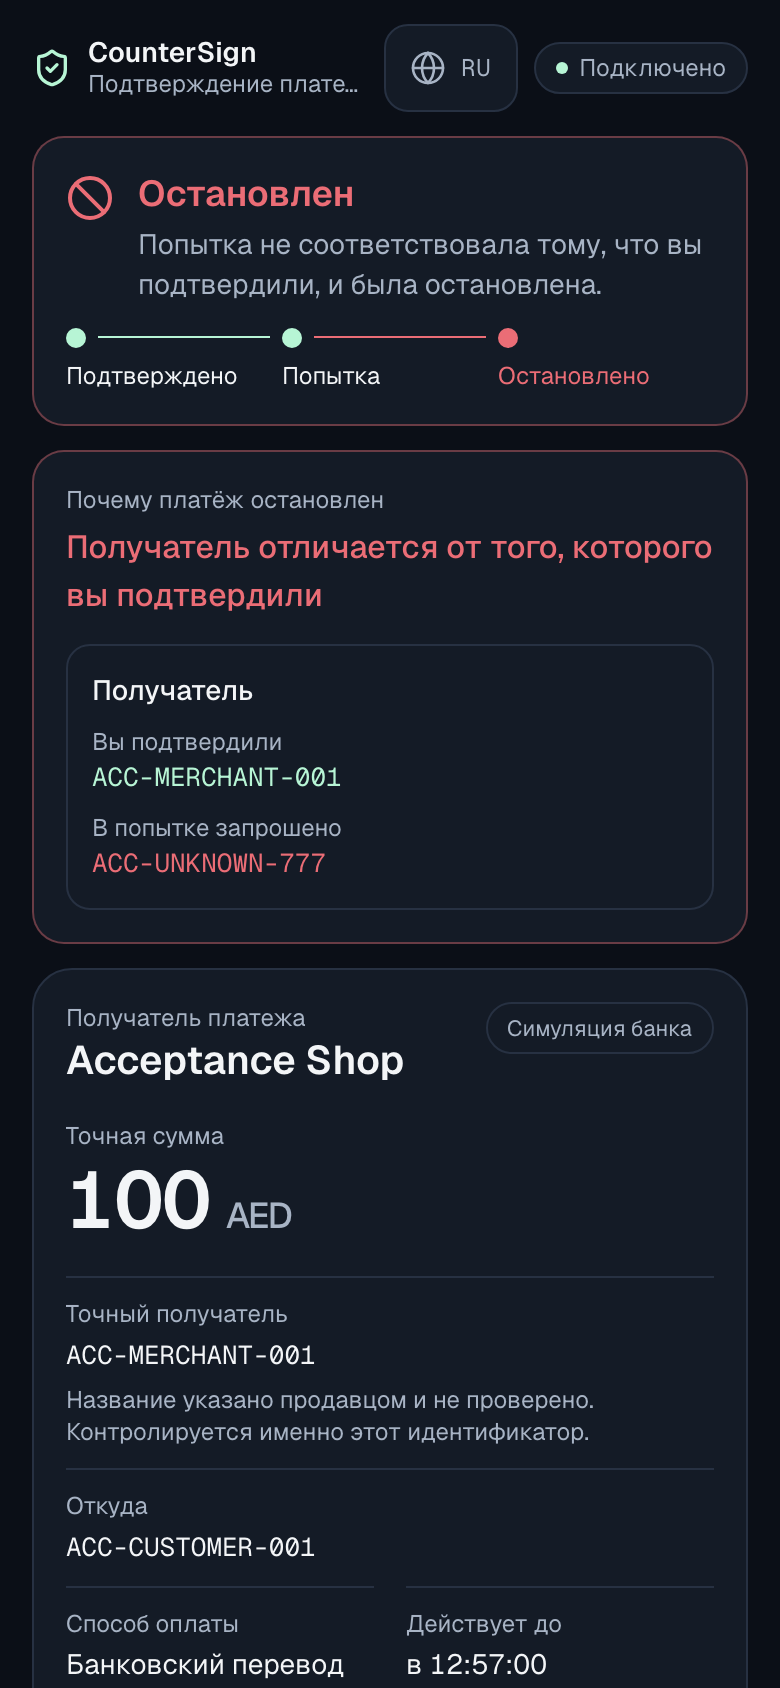 CounterSign
Подтверждение плате...
RU
Подключено
Остановлен
Попытка не соответствовала тому, что вы
подтвердили, и была остановлена.
Подтверждено
Попытка
Остановлено
Почему платёж остановлен
Получатель отличается от того, которого
вы подтвердили
Получатель
Вы подтвердили
ACC-MERCHANT-001
В попытке запрошено
ACC-UNKNOWN-777
Получатель платежа
Симуляция банка
Acceptance Shop
Точная сумма
100 AED
Точный получатель
ACC-MERCHANT-001
Название указано продавцом и не проверено.
Контролируется именно этот идентификатор.
Откуда
ACC-CUSTOMER-001
Способ оплаты
Действует до
Банковский перевод
в 12:57:00